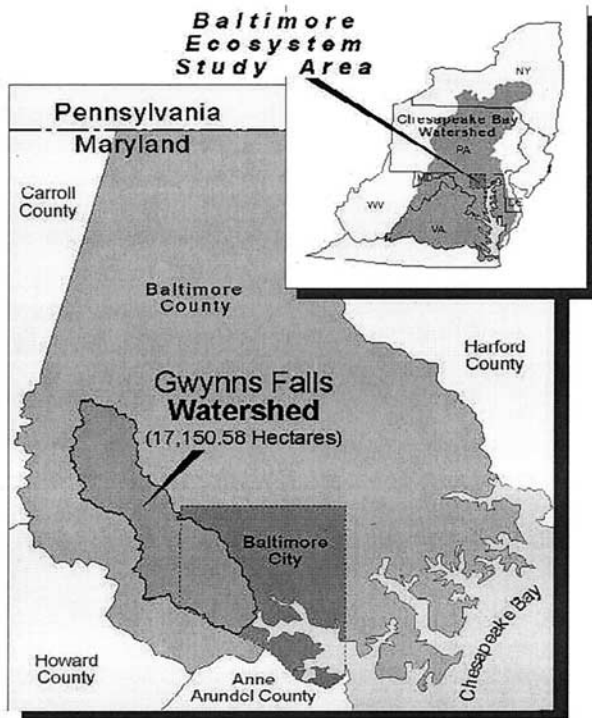 Baltimore
Ecosystem
Study Area
NY
Chesapeake Bay
Watershed
PA
MD
DE
WV
VA
Pennsylvania
Maryland
Carroll
County
Baltimore
County
Harford
County
Gwynns Falls
Watershed
(17,150.58 Hectares)
Baltimore
City
Chesapeake Bay
Howard
County
Anne
Arundel County